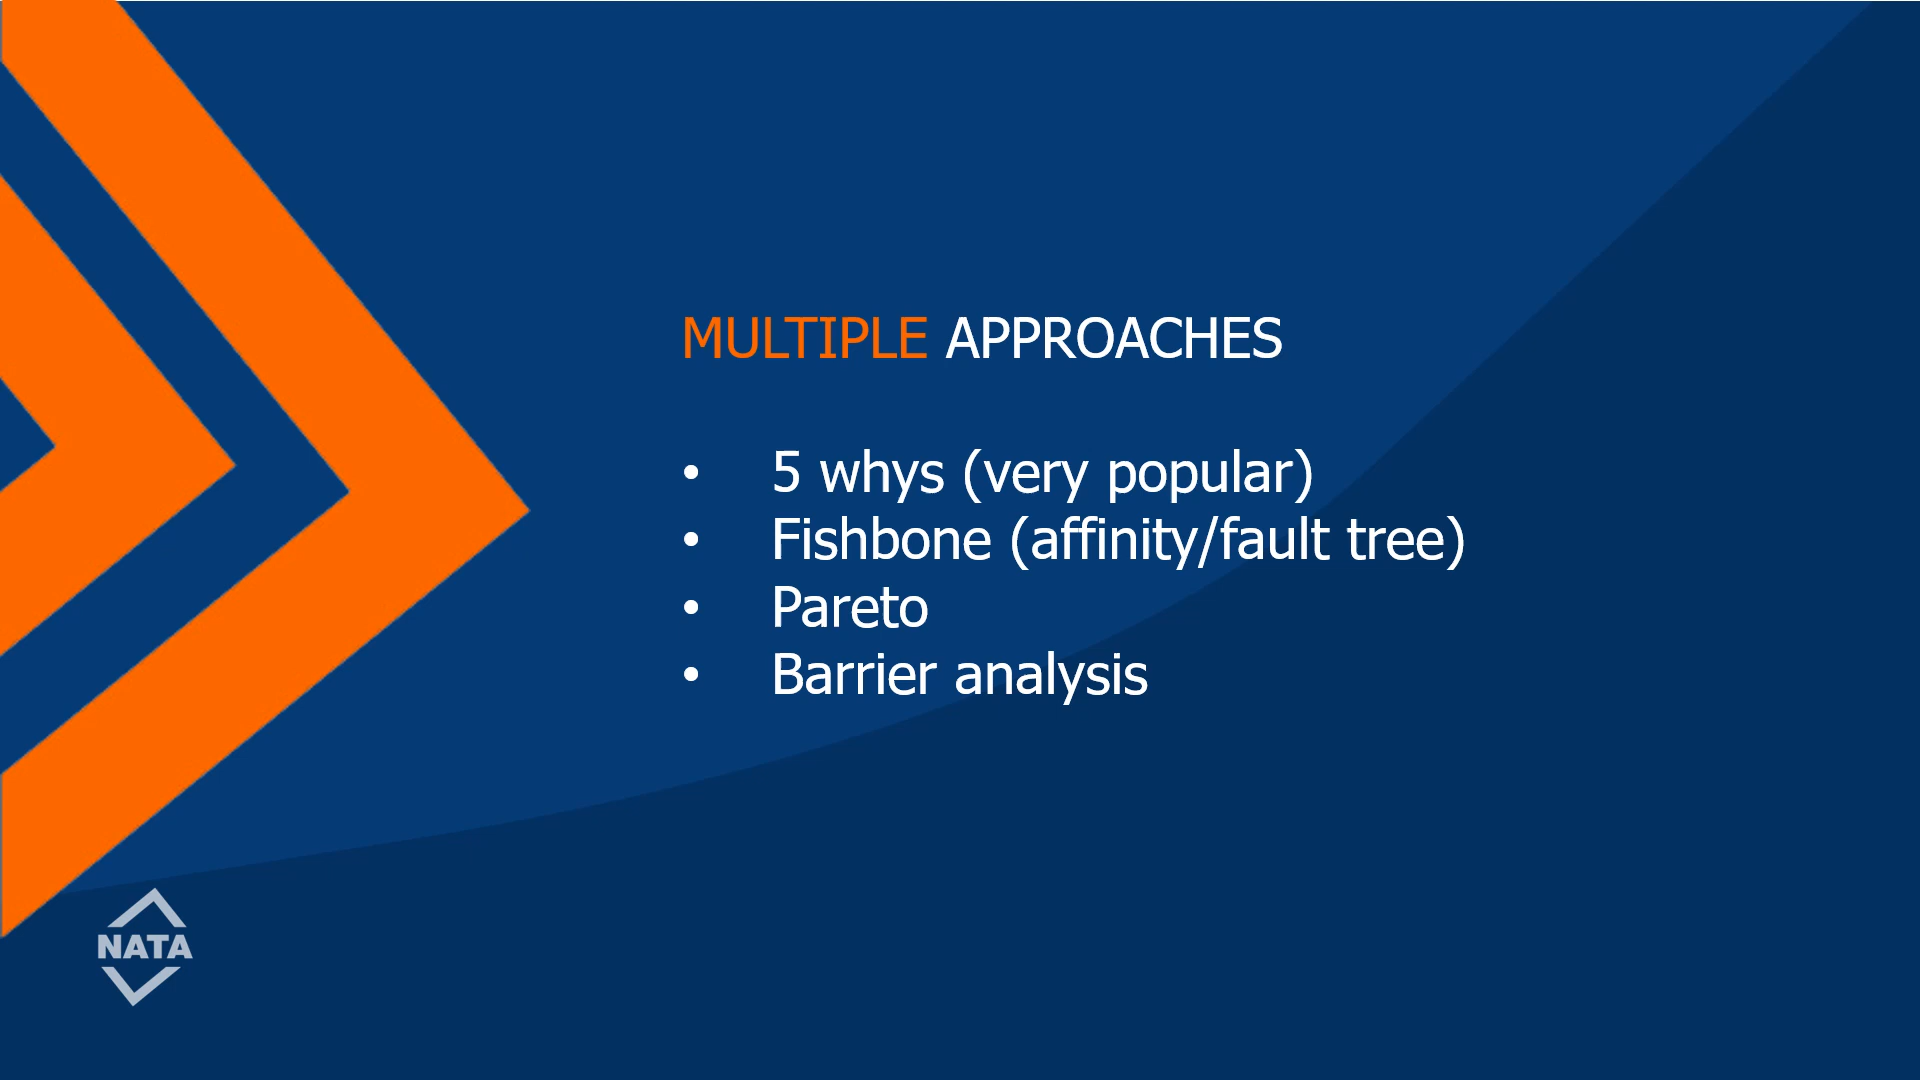 MULTIPLE APPROACHES
• 5 whys (very popular)
• Fishbone (affinity/fault tree)
• Pareto
• Barrier analysis
NATA